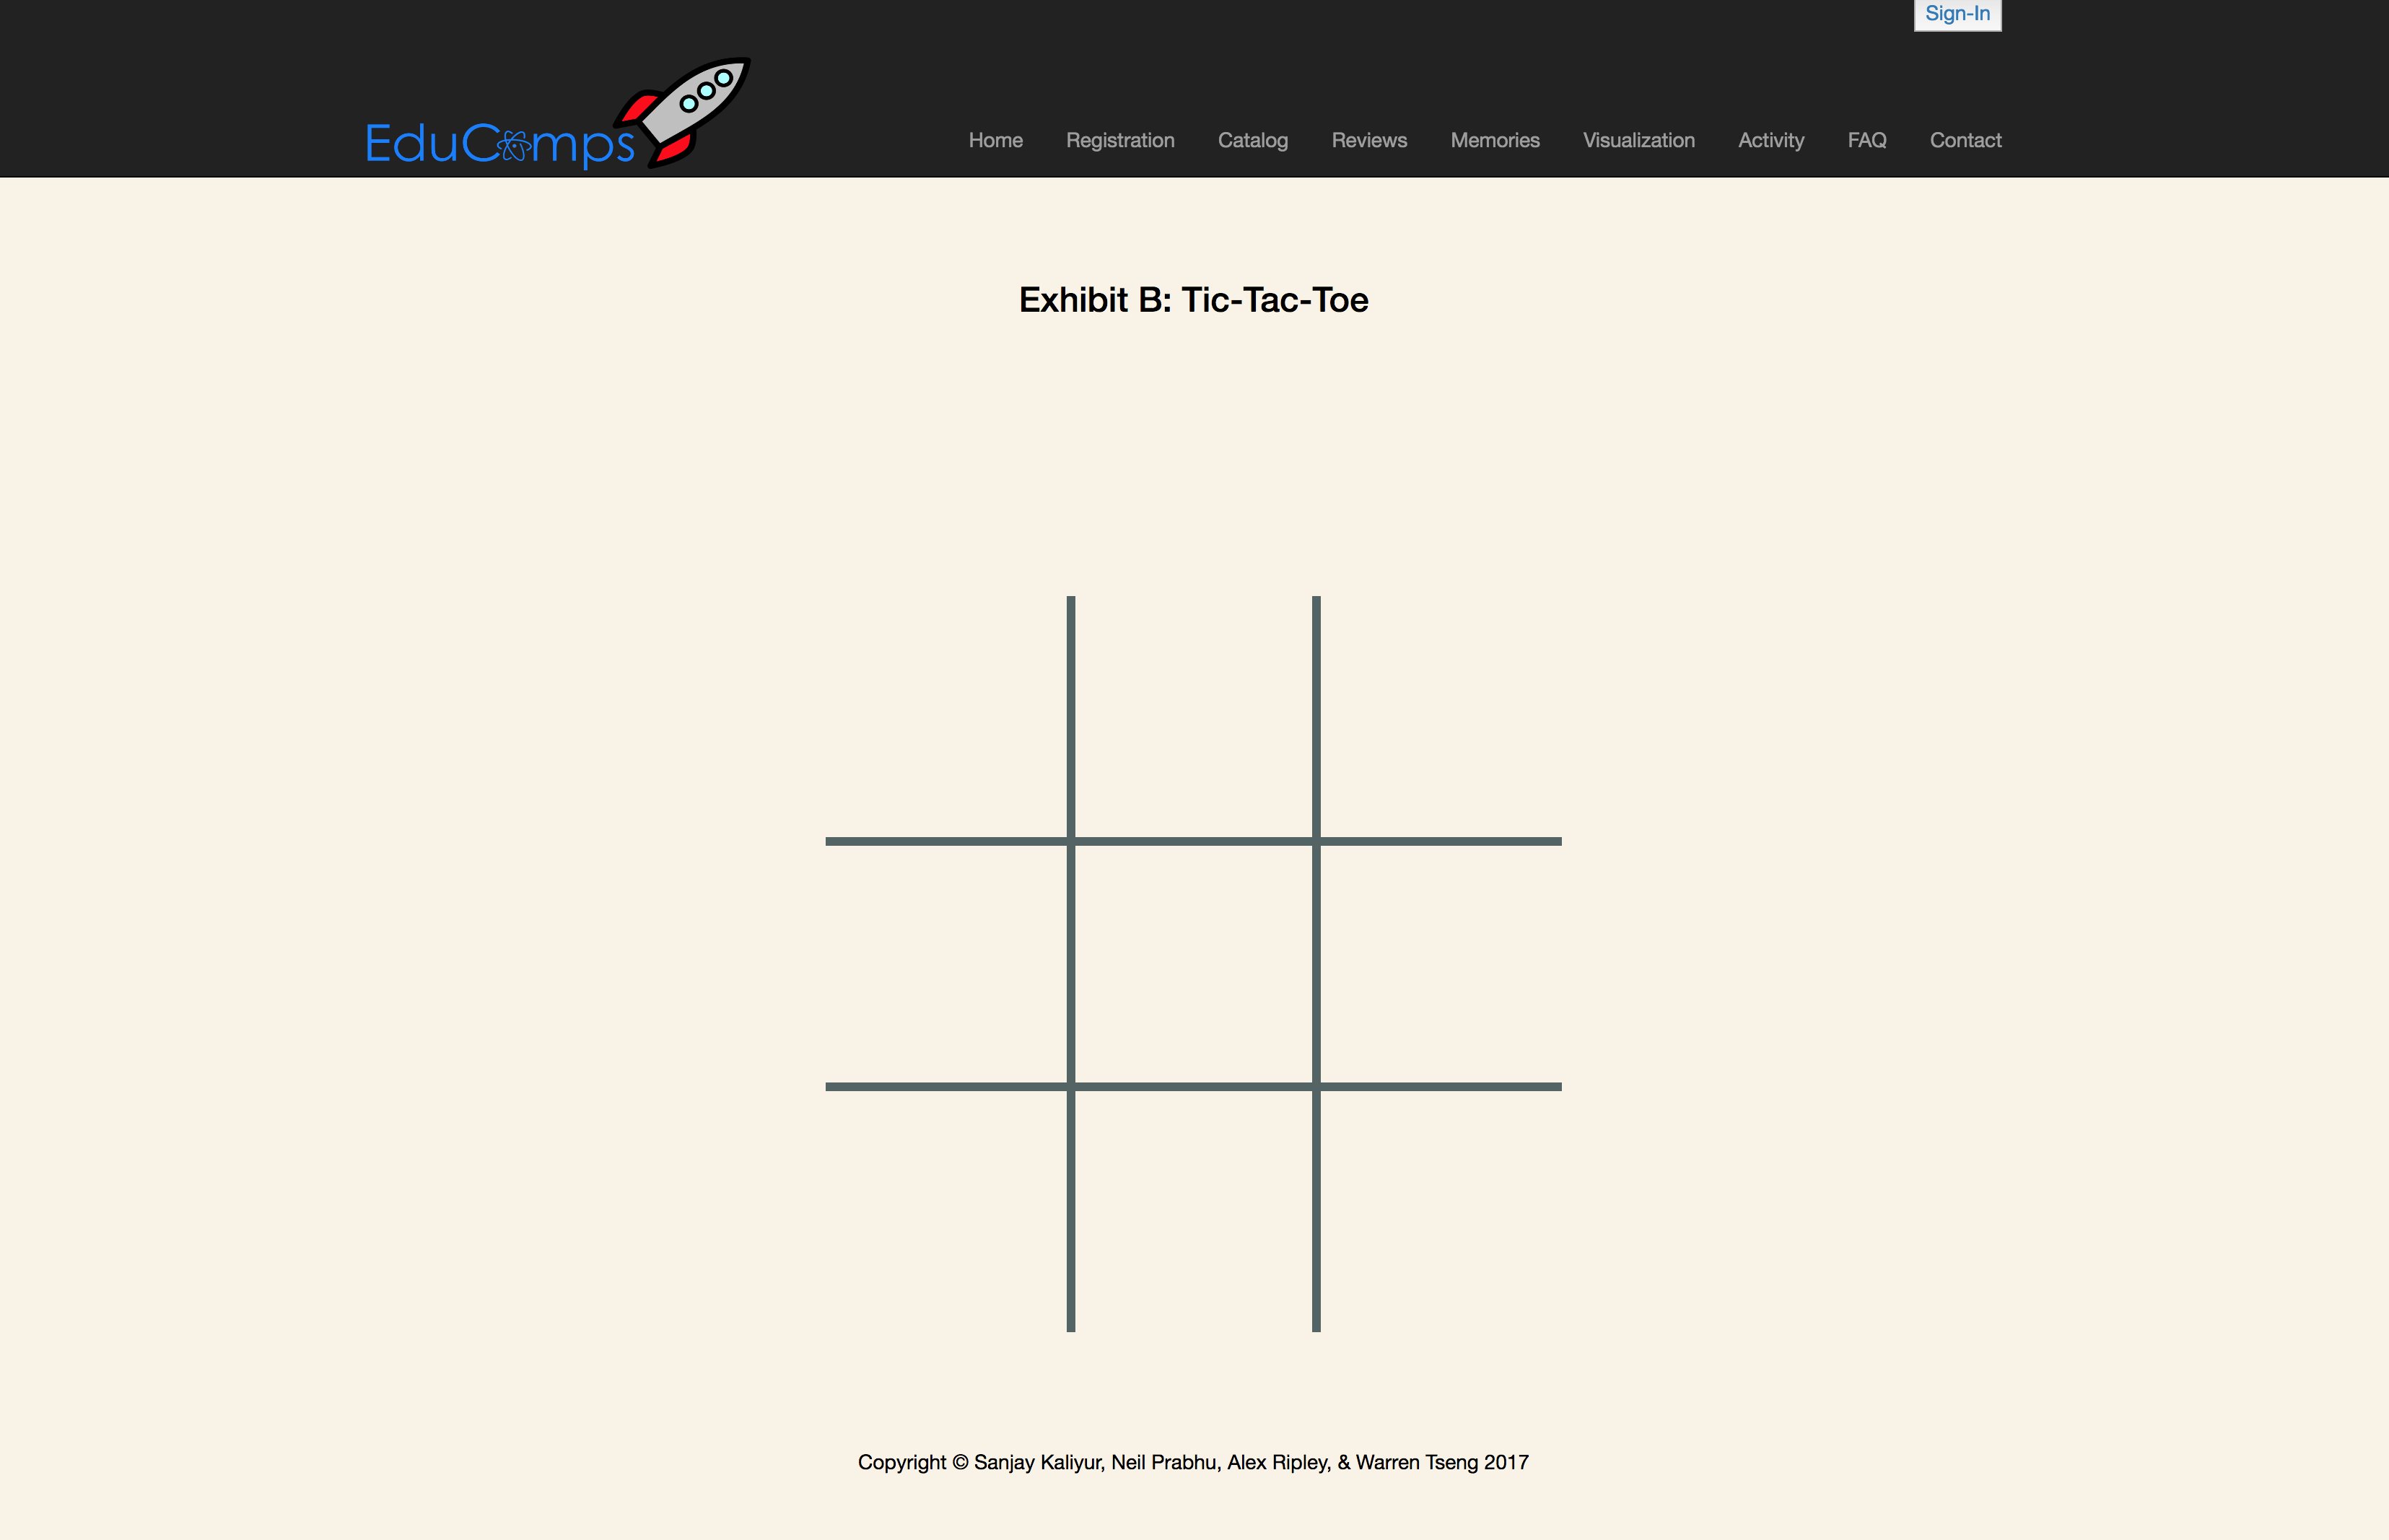 Sign-In
EduCamps
Home Registration Catalog Reviews Memories Visualization Activity FAQ Contact
Exhibit B: Tic-Tac-Toe
Copyright © Sanjay Kaliyur, Neil Prabhu, Alex Ripley, & Warren Tseng 2017